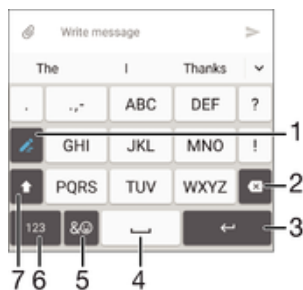 Write message
The I Thanks
. .,- ABC DEF ?
GHI JKL MNO !
PQRS TUV WXYZ
123 &
1
2
3
4
5
6
7